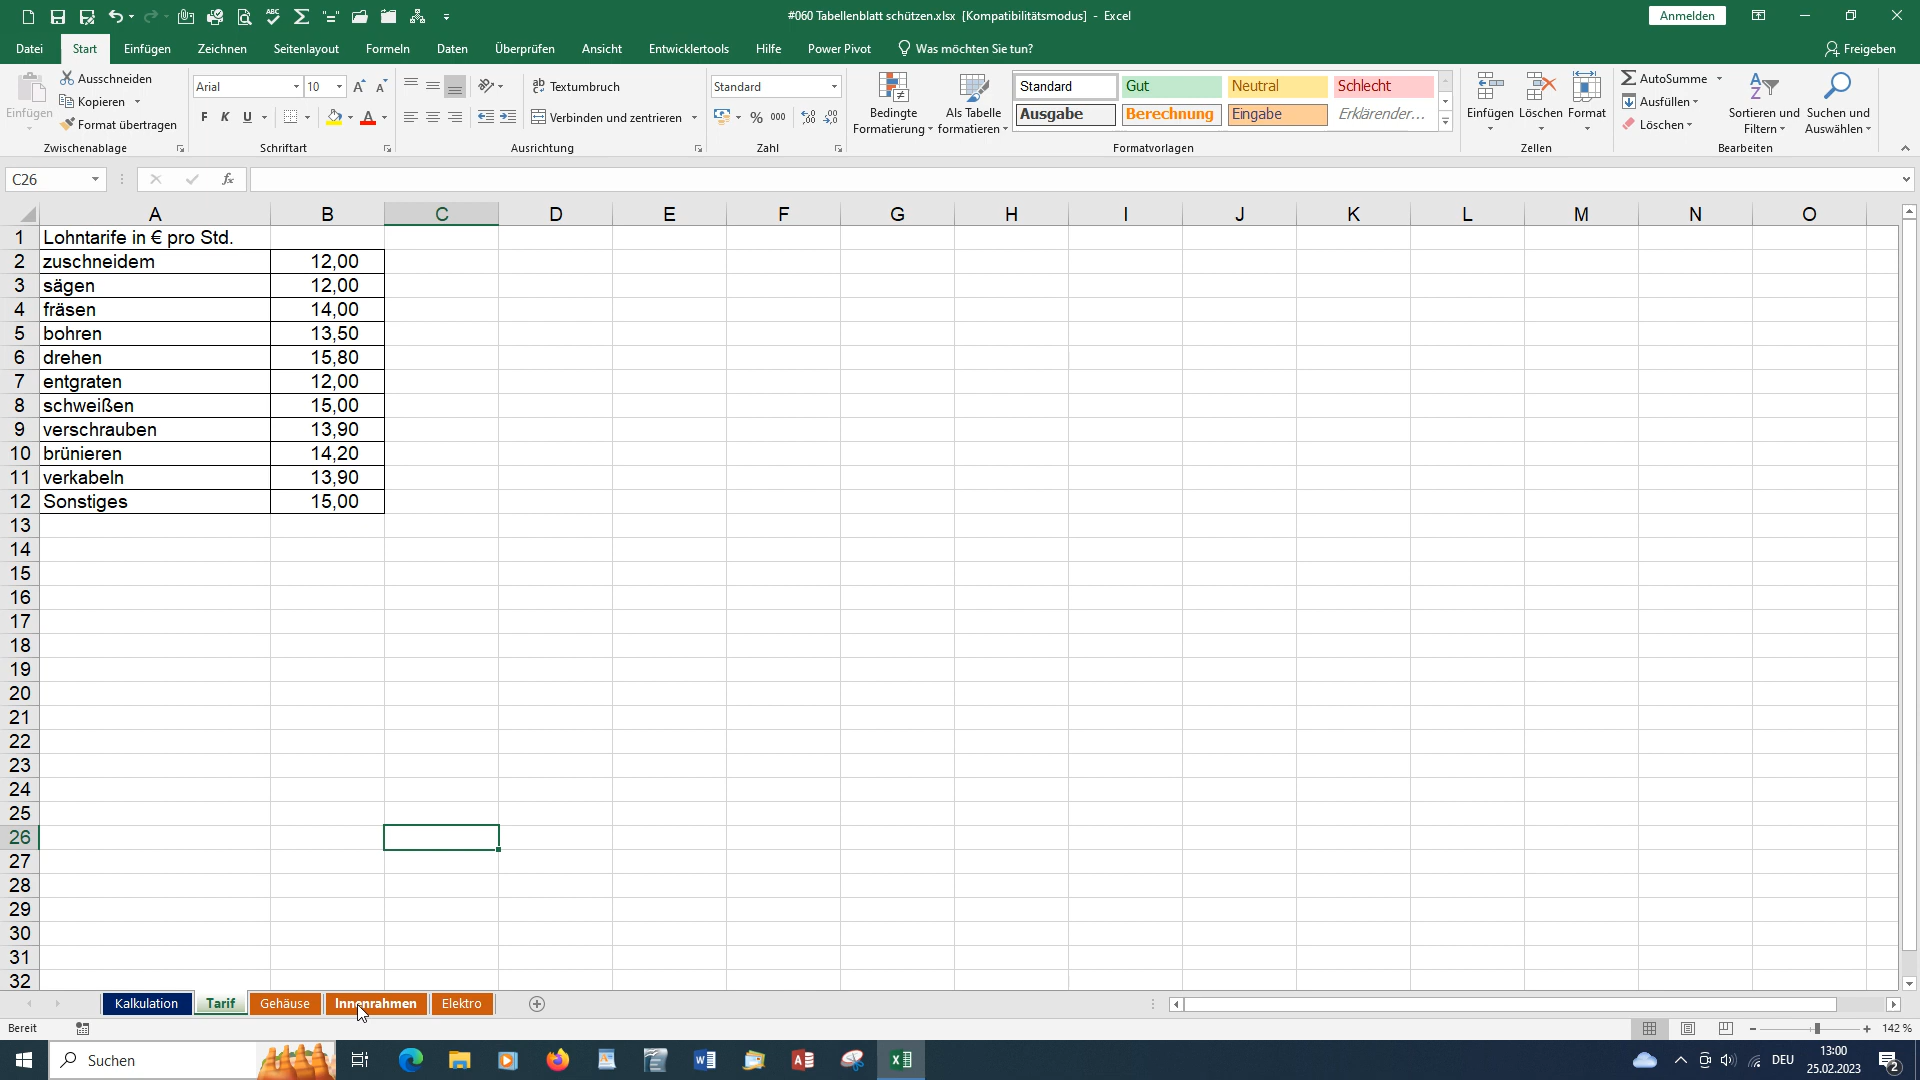 #060 Tabellenblatt schützen.xlsx [Kompatibilitätsmodus] - Excel
Anmelden
Datei Start Einfügen Zeichnen Seitenlayout Formeln Daten Überprüfen Ansicht Entwicklertools Hilfe Power Pivot Was möchten Sie tun? Freigeben
Einfügen
Ausschneiden
Kopieren
Format übertragen
Zwischenablage
Arial 10
F K U
Schriftart
Textumbruch
Verbinden und zentrieren
Ausrichtung
Standard
% 000
Zahl
Bedingte Formatierung
Als Tabelle formatieren
Standard Gut Neutral Schlecht
Ausgabe Berechnung Eingabe Erklärender...
Formatvorlagen
Einfügen Löschen Format
Zellen
AutoSumme
Ausfüllen
Löschen
Sortieren und Filtern
Suchen und Auswählen
Bearbeiten
C26
fx
A B C D E F G H I J K L M N O
1 Lohntarife in € pro Std.
2 zuschneidem 12,00
3 sägen 12,00
4 fräsen 14,00
5 bohren 13,50
6 drehen 15,80
7 entgraten 12,00
8 schweißen 15,00
9 verschrauben 13,90
10 brünieren 14,20
11 verkabeln 13,90
12 Sonstiges 15,00
13
14
15
16
17
18
19
20
21
22
23
24
25
26
27
28
29
30
31
32
Kalkulation Tarif Gehäuse Innenrahmen Elektro
Bereit
142 %
Suchen
DEU
13:00
25.02.2023
2